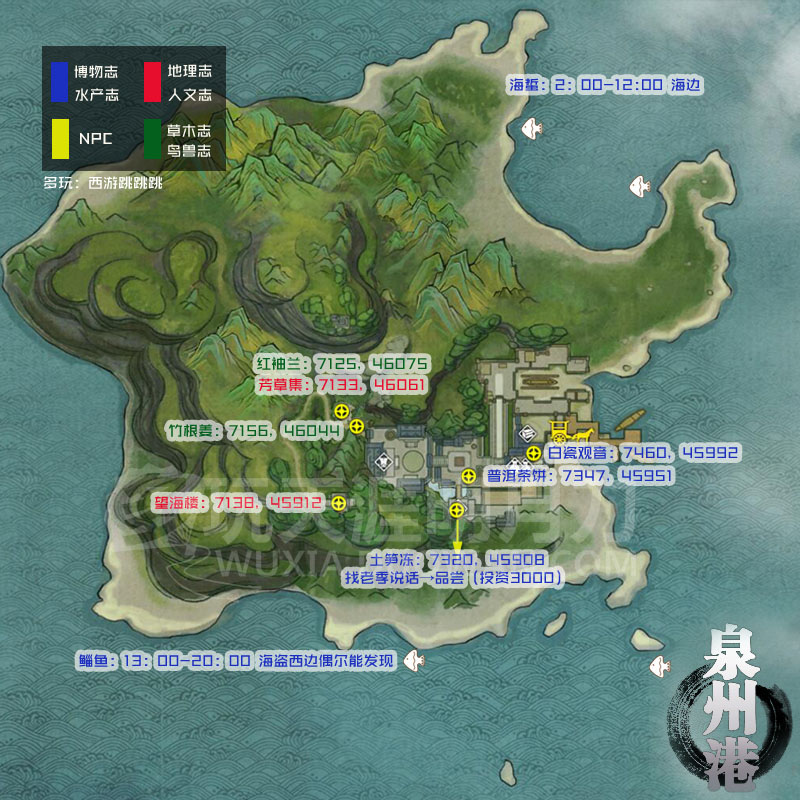 博物志
水产志
地理志
人文志
NPC
草木志
鸟兽志
多玩：西游跳跳跳
海蜇：2：00-12:00 海边
红袖兰：7125，46075
芳草集：7133，46061
竹根姜：7156，46044
白瓷观音：7460，45992
普洱茶饼：7347，45951
望海楼：7138，45912
土笋冻：7320，45908
找老季说话→品尝（投资3000）
鲻鱼：13：00-20：00 海盗西边偶尔能发现
泉州港